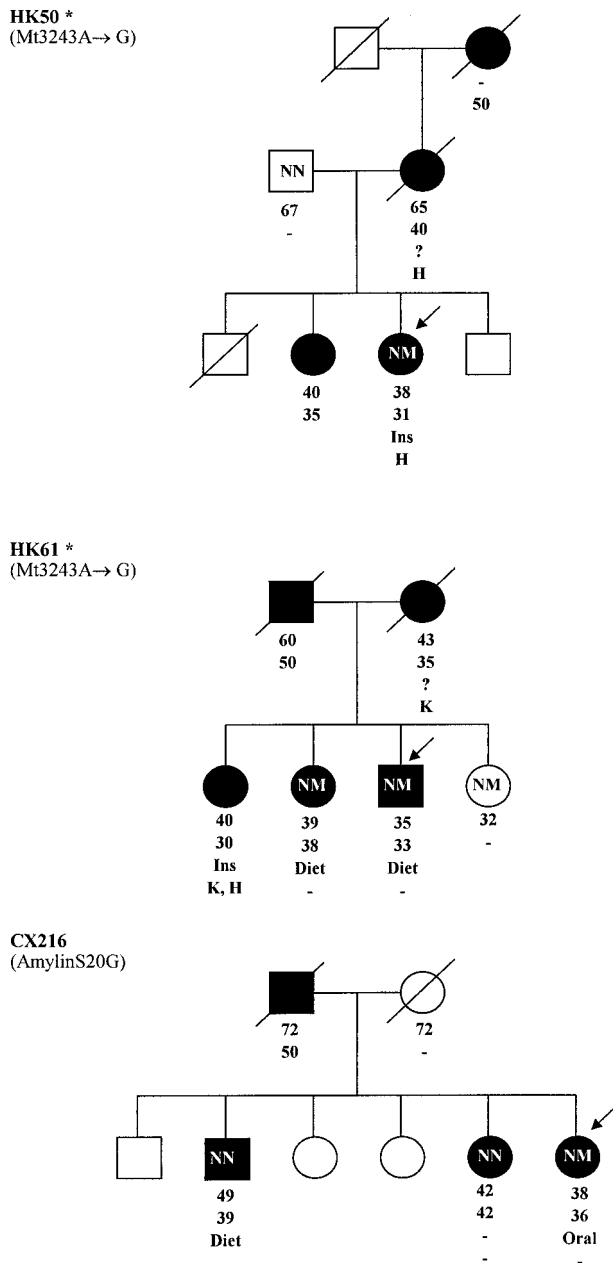 HK50 *
(Mt3243A→ G)
-
50
NN
67
-
65
40
?
H
NM
40
35
38
31
Ins
H
HK61 *
(Mt3243A→ G)
60
50
43
35
?
K
NM NM NM
40
30
Ins
K, H
39
38
Diet
-
35
33
Diet
-
32
-
CX216
(AmylinS20G)
72
50
72
-
NN NN NM
49
39
Diet
42
42
-
-
38
36
Oral
-